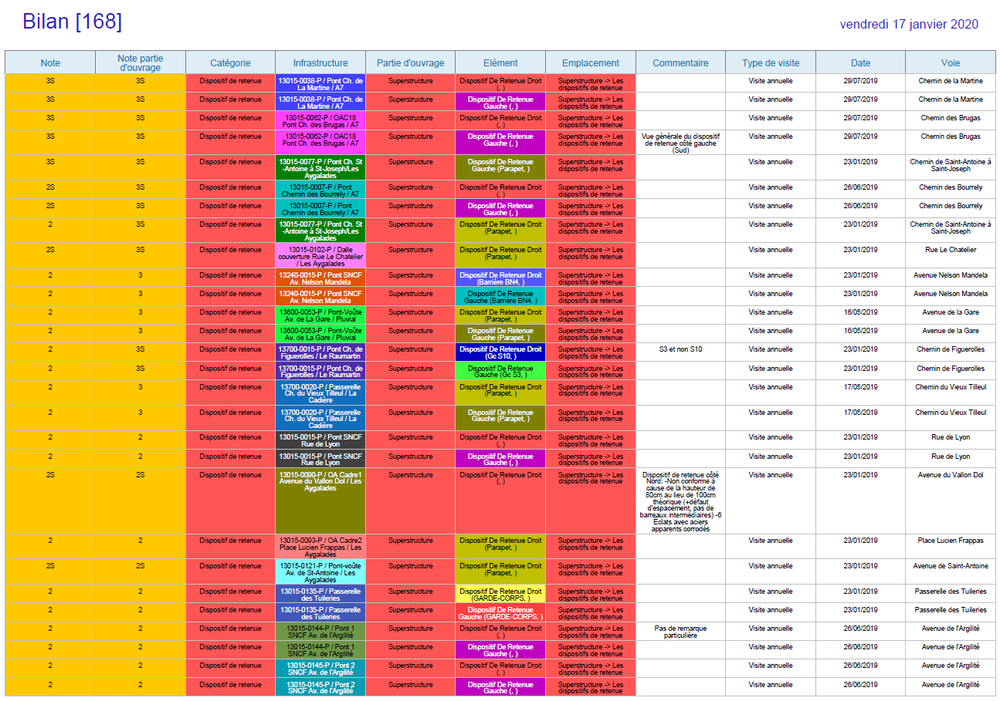 Bilan [168]
vendredi 17 janvier 2020
Note | Note partie d'ouvrage | Catégorie | Infrastructure | Partie d'ouvrage | Elément | Emplacement | Commentaire | Type de visite | Date | Voie
3S | 3S | Dispositif de retenue | 13015-0038-P / Pont Ch. de La Martine / A7 | Superstructure | Dispositif De Retenue Droit (, ) | Superstructure -> Les dispositifs de retenue | | Visite annuelle | 29/07/2019 | Chemin de la Martine
3S | 3S | Dispositif de retenue | 13015-0038-P / Pont Ch. de La Martine / A7 | Superstructure | Dispositif De Retenue Gauche (, ) | Superstructure -> Les dispositifs de retenue | | Visite annuelle | 29/07/2019 | Chemin de la Martine
3S | 3S | Dispositif de retenue | 13015-0062-P / OAC18 Pont Ch. des Brugas / A7 | Superstructure | Dispositif De Retenue Droit (, ) | Superstructure -> Les dispositifs de retenue | | Visite annuelle | 29/07/2019 | Chemin des Brugas
3S | 3S | Dispositif de retenue | 13015-0062-P / OAC18 Pont Ch. des Brugas / A7 | Superstructure | Dispositif De Retenue Gauche (, ) | Superstructure -> Les dispositifs de retenue | Vue générale du dispositif de retenue côté gauche (Sud) | Visite annuelle | 29/07/2019 | Chemin des Brugas
3S | 3S | Dispositif de retenue | 13015-0077-P / Pont Ch. St -Antoine à St-Joseph/Les Aygalades | Superstructure | Dispositif De Retenue Gauche (Parapet, ) | Superstructure -> Les dispositifs de retenue | | Visite annuelle | 23/01/2019 | Chemin de Saint-Antoine à Saint-Joseph
2S | 3S | Dispositif de retenue | 13015-0007-P / Pont Chemin des Bourrely / A7 | Superstructure | Dispositif De Retenue Droit (, ) | Superstructure -> Les dispositifs de retenue | | Visite annuelle | 26/06/2019 | Chemin des Bourrely
2S | 3S | Dispositif de retenue | 13015-0007-P / Pont Chemin des Bourrely / A7 | Superstructure | Dispositif De Retenue Gauche (, ) | Superstructure -> Les dispositifs de retenue | | Visite annuelle | 26/06/2019 | Chemin des Bourrely
2 | 3S | Dispositif de retenue | 13015-0077-P / Pont Ch. St -Antoine à St-Joseph/Les Aygalades | Superstructure | Dispositif De Retenue Droit (Parapet, ) | Superstructure -> Les dispositifs de retenue | | Visite annuelle | 23/01/2019 | Chemin de Saint-Antoine à Saint-Joseph
2S | 3S | Dispositif de retenue | 13015-0102-P / Dalle couverture Rue Le Chatelier / Les Aygalades | Superstructure | Dispositif De Retenue Droit (Parapet, ) | Superstructure -> Les dispositifs de retenue | | Visite annuelle | 23/01/2019 | Rue Le Chatelier
2 | 3 | Dispositif de retenue | 13240-0015-P / Pont SNCF Av. Nelson Mandela | Superstructure | Dispositif De Retenue Droit (Barrière BN4, ) | Superstructure -> Les dispositifs de retenue | | Visite annuelle | 23/01/2019 | Avenue Nelson Mandela
2 | 3 | Dispositif de retenue | 13240-0015-P / Pont SNCF Av. Nelson Mandela | Superstructure | Dispositif De Retenue Gauche (Barrière BN4, ) | Superstructure -> Les dispositifs de retenue | | Visite annuelle | 23/01/2019 | Avenue Nelson Mandela
2 | 3 | Dispositif de retenue | 13600-0053-P / Pont-Voûte Av. de La Gare / Pluvial | Superstructure | Dispositif De Retenue Droit (Parapet, ) | Superstructure -> Les dispositifs de retenue | | Visite annuelle | 16/05/2019 | Avenue de la Gare
2 | 3 | Dispositif de retenue | 13600-0053-P / Pont-Voûte Av. de La Gare / Pluvial | Superstructure | Dispositif De Retenue Gauche (Parapet, ) | Superstructure -> Les dispositifs de retenue | | Visite annuelle | 16/05/2019 | Avenue de la Gare
2 | 3S | Dispositif de retenue | 13700-0015-P / Pont Ch. de Figuerolles / Le Raumartin | Superstructure | Dispositif De Retenue Droit (Gc S10, ) | Superstructure -> Les dispositifs de retenue | S3 et non S10 | Visite annuelle | 23/01/2019 | Chemin de Figuerolles
2 | 3S | Dispositif de retenue | 13700-0015-P / Pont Ch. de Figuerolles / Le Raumartin | Superstructure | Dispositif De Retenue Gauche (Gc S3, ) | Superstructure -> Les dispositifs de retenue | | Visite annuelle | 23/01/2019 | Chemin de Figuerolles
2 | 3 | Dispositif de retenue | 13700-0020-P / Passerelle Ch. du Vieux Tilleul / La Cadière | Superstructure | Dispositif De Retenue Droit (Parapet, ) | Superstructure -> Les dispositifs de retenue | | Visite annuelle | 17/05/2019 | Chemin du Vieux Tilleul
2 | 3 | Dispositif de retenue | 13700-0020-P / Passerelle Ch. du Vieux Tilleul / La Cadière | Superstructure | Dispositif De Retenue Gauche (Parapet, ) | Superstructure -> Les dispositifs de retenue | | Visite annuelle | 17/05/2019 | Chemin du Vieux Tilleul
2 | 2 | Dispositif de retenue | 13015-0015-P / Pont SNCF Rue de Lyon | Superstructure | Dispositif De Retenue Droit (, ) | Superstructure -> Les dispositifs de retenue | | Visite annuelle | 23/01/2019 | Rue de Lyon
2 | 2 | Dispositif de retenue | 13015-0015-P / Pont SNCF Rue de Lyon | Superstructure | Dispositif De Retenue Gauche (, ) | Superstructure -> Les dispositifs de retenue | | Visite annuelle | 23/01/2019 | Rue de Lyon
2S | 2S | Dispositif de retenue | 13015-0090-P / OA Cadre1 Avenue du Vallon Dol / Les Aygalades | Superstructure | Dispositif De Retenue Droit (, ) | Superstructure -> Les dispositifs de retenue | Dispositif de retenue côté Nord: -Non conforme à cause de la hauteur de 80cm au lieu de 100cm théorique (+défaut d'espacement, pas de barreaux intermédiaires) -6 Eclats avec aciers apparents corrodés | Visite annuelle | 23/01/2019 | Avenue du Vallon Dol
2 | 2 | Dispositif de retenue | 13015-0093-P / OA Cadre2 Place Lucien Frappas / Les Aygalades | Superstructure | Dispositif De Retenue Droit (Parapet, ) | Superstructure -> Les dispositifs de retenue | | Visite annuelle | 23/01/2019 | Place Lucien Frappas
2S | 2S | Dispositif de retenue | 13015-0121-P / Pont-voûte Av. de St-Antoine / Les Aygalades | Superstructure | Dispositif De Retenue Droit (Parapet, ) | Superstructure -> Les dispositifs de retenue | | Visite annuelle | 23/01/2019 | Avenue de Saint-Antoine
2 | 2 | Dispositif de retenue | 13015-0135-P / Passerelle des Tuileries | Superstructure | Dispositif De Retenue Droit (GARDE-CORPS, ) | Superstructure -> Les dispositifs de retenue | | Visite annuelle | 23/01/2019 | Passerelle des Tuileries
2 | 2 | Dispositif de retenue | 13015-0135-P / Passerelle des Tuileries | Superstructure | Dispositif De Retenue Gauche (GARDE-CORPS, ) | Superstructure -> Les dispositifs de retenue | | Visite annuelle | 23/01/2019 | Passerelle des Tuileries
2 | 2 | Dispositif de retenue | 13015-0144-P / Pont 1 SNCF Av. de l'Argilité | Superstructure | Dispositif De Retenue Droit (, ) | Superstructure -> Les dispositifs de retenue | Pas de remarque particulière | Visite annuelle | 26/06/2019 | Avenue de l'Argilité
2 | 2 | Dispositif de retenue | 13015-0144-P / Pont 1 SNCF Av. de l'Argilité | Superstructure | Dispositif De Retenue Gauche (, ) | Superstructure -> Les dispositifs de retenue | | Visite annuelle | 26/06/2019 | Avenue de l'Argilité
2 | 2 | Dispositif de retenue | 13015-0145-P / Pont 2 SNCF Av. de l'Argilité | Superstructure | Dispositif De Retenue Droit (, ) | Superstructure -> Les dispositifs de retenue | | Visite annuelle | 26/06/2019 | Avenue de l'Argilité
2 | 2 | Dispositif de retenue | 13015-0145-P / Pont 2 SNCF Av. de l'Argilité | Superstructure | Dispositif De Retenue Gauche (, ) | Superstructure -> Les dispositifs de retenue | | Visite annuelle | 26/06/2019 | Avenue de l'Argilité